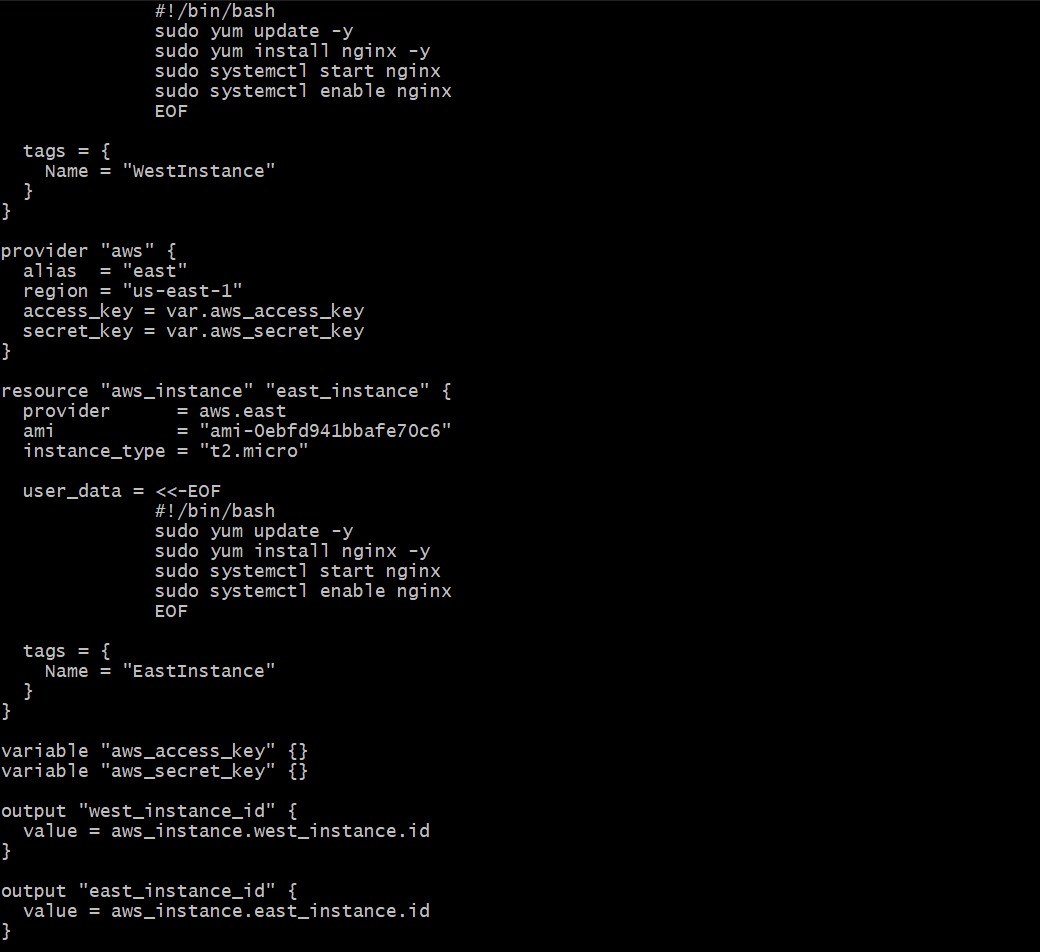 #!/bin/bash
sudo yum update -y
sudo yum install nginx -y
sudo systemctl start nginx
sudo systemctl enable nginx
EOF
tags = {
Name = "WestInstance"
}
}
provider "aws" {
alias  = "east"
region = "us-east-1"
access_key = var.aws_access_key
secret_key = var.aws_secret_key
}
resource "aws_instance" "east_instance" {
provider      = aws.east
ami           = "ami-0ebfd941bbafe70c6"
instance_type = "t2.micro"
user_data = <<-EOF
#!/bin/bash
sudo yum update -y
sudo yum install nginx -y
sudo systemctl start nginx
sudo systemctl enable nginx
EOF
tags = {
Name = "EastInstance"
}
}
variable "aws_access_key" {}
variable "aws_secret_key" {}
output "west_instance_id" {
value = aws_instance.west_instance.id
}
output "east_instance_id" {
value = aws_instance.east_instance.id
}